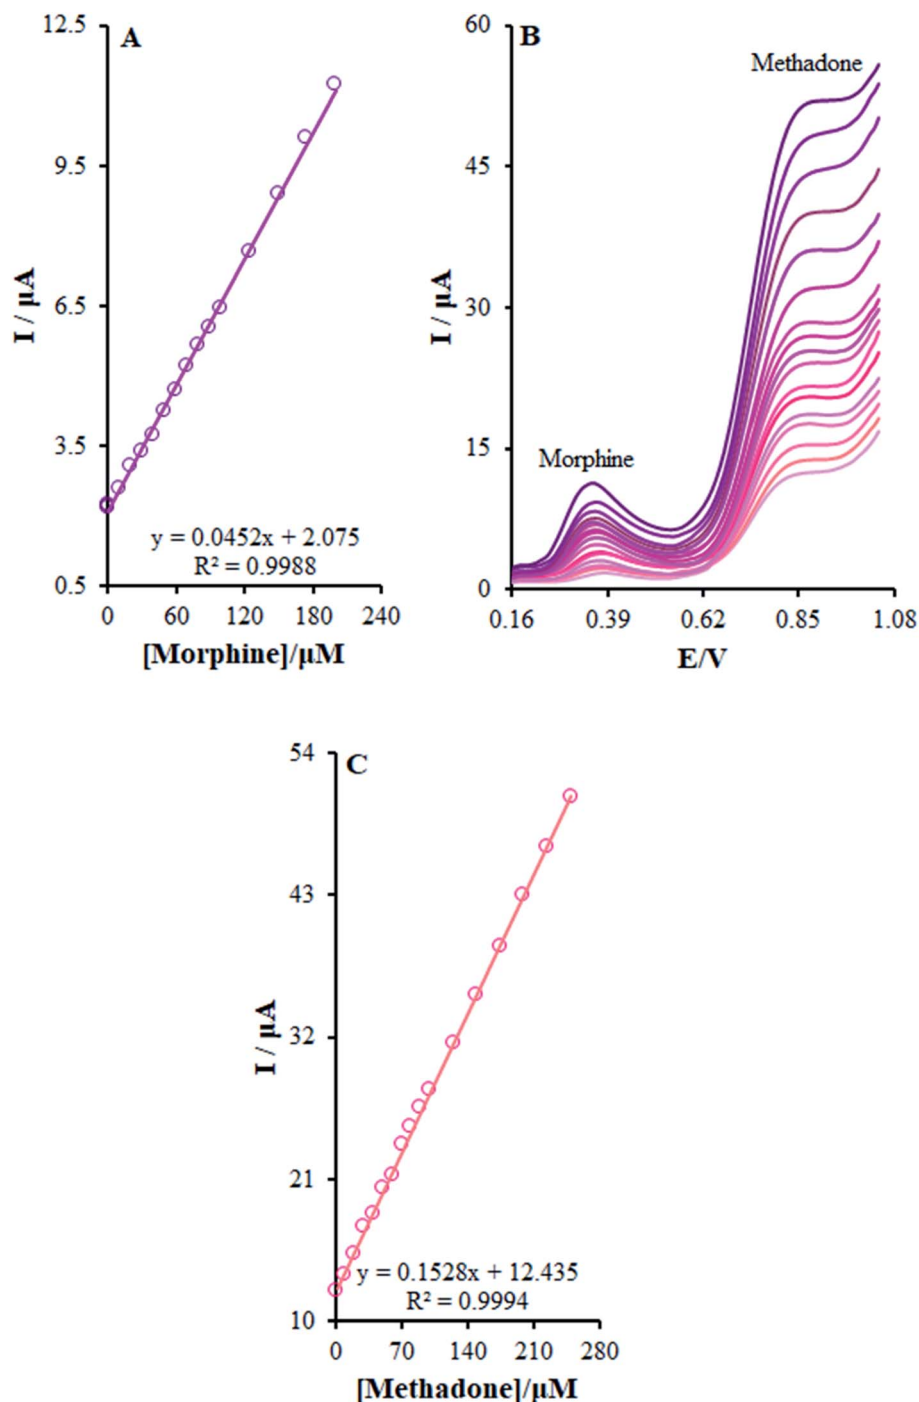 A
12.5
9.5
6.5
3.5
0.5
I / µA
y = 0.0452x + 2.075
R² = 0.9988
0 60 120 180 240
[Morphine]/µM
B
60
45
30
15
0
I / µA
Methadone
Morphine
0.16 0.39 0.62 0.85 1.08
E/V
C
54
43
32
21
10
I / µA
y = 0.1528x + 12.435
R² = 0.9994
0 70 140 210 280
[Methadone]/µM